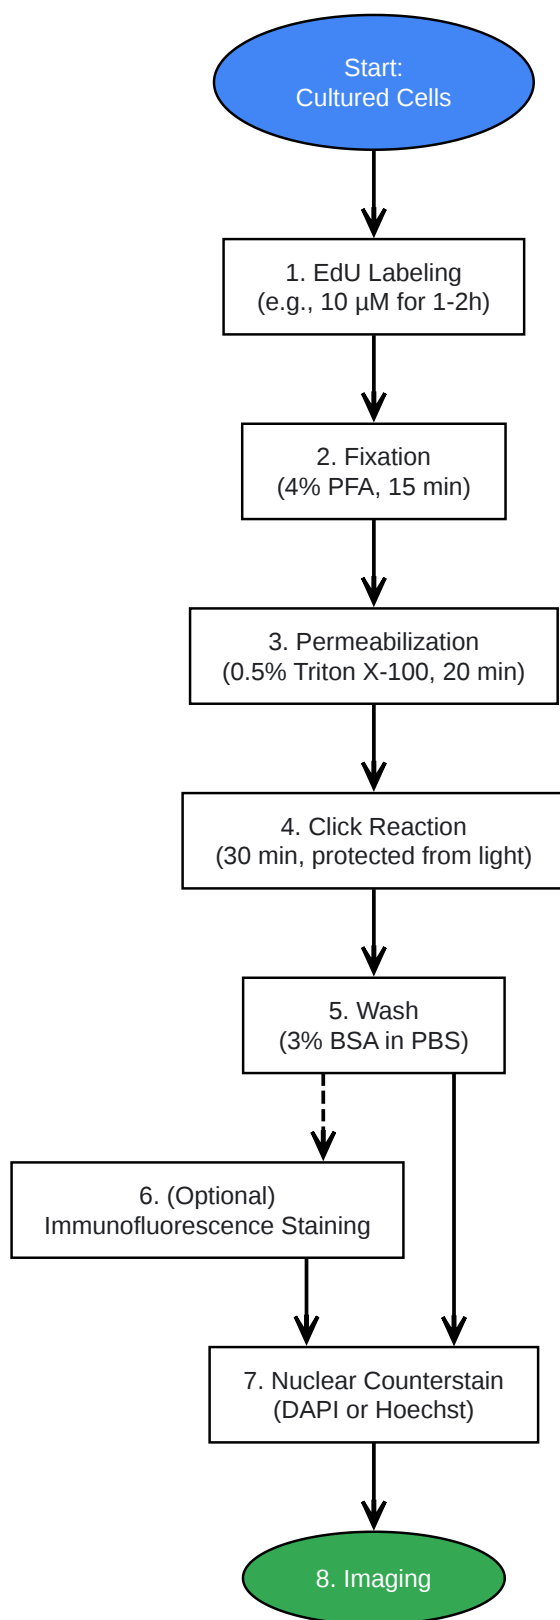 Start:
Cultured Cells
1. EdU Labeling
(e.g., 10 µM for 1-2h)
2. Fixation
(4% PFA, 15 min)
3. Permeabilization
(0.5% Triton X-100, 20 min)
4. Click Reaction
(30 min, protected from light)
5. Wash
(3% BSA in PBS)
6. (Optional)
Immunofluorescence Staining
7. Nuclear Counterstain
(DAPI or Hoechst)
8. Imaging